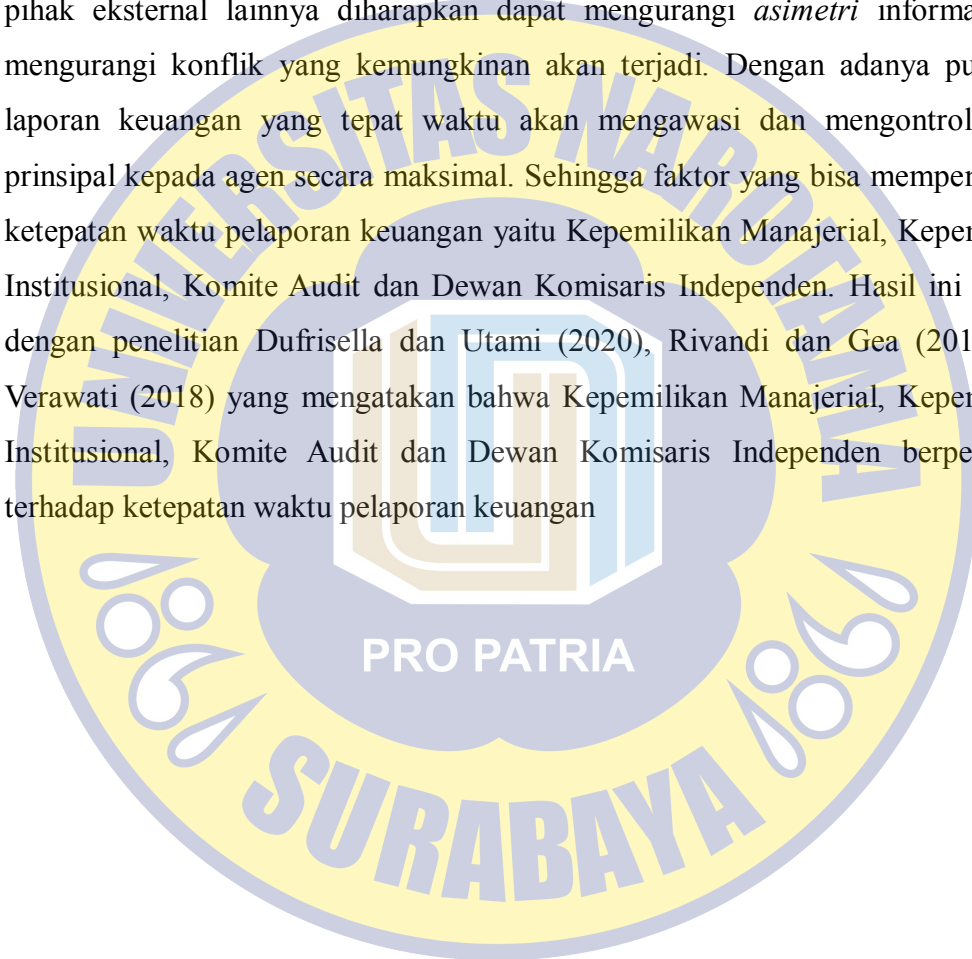 pihak eksternal lainnya diharapkan dapat mengurangi asimetri informa
mengurangi konflik yang kemungkinan akan terjadi. Dengan adanya pu
laporan keuangan yang tepat waktu akan mengawasi dan mengontrol
prinsipal kepada agen secara maksimal. Sehingga faktor yang bisa memper
ketepatan waktu pelaporan keuangan yaitu Kepemilikan Manajerial, Kepem
Institusional, Komite Audit dan Dewan Komisaris Independen. Hasil ini
dengan penelitian Dufrisella dan Utami (2020), Rivandi dan Gea (201
Verawati (2018) yang mengatakan bahwa Kepemilikan Manajerial, Kepem
Institusional, Komite Audit dan Dewan Komisaris Independen berpe
terhadap ketepatan waktu pelaporan keuangan
UNIVERSITAS NAROTAMA
PRO PATRIA
SURABAYA